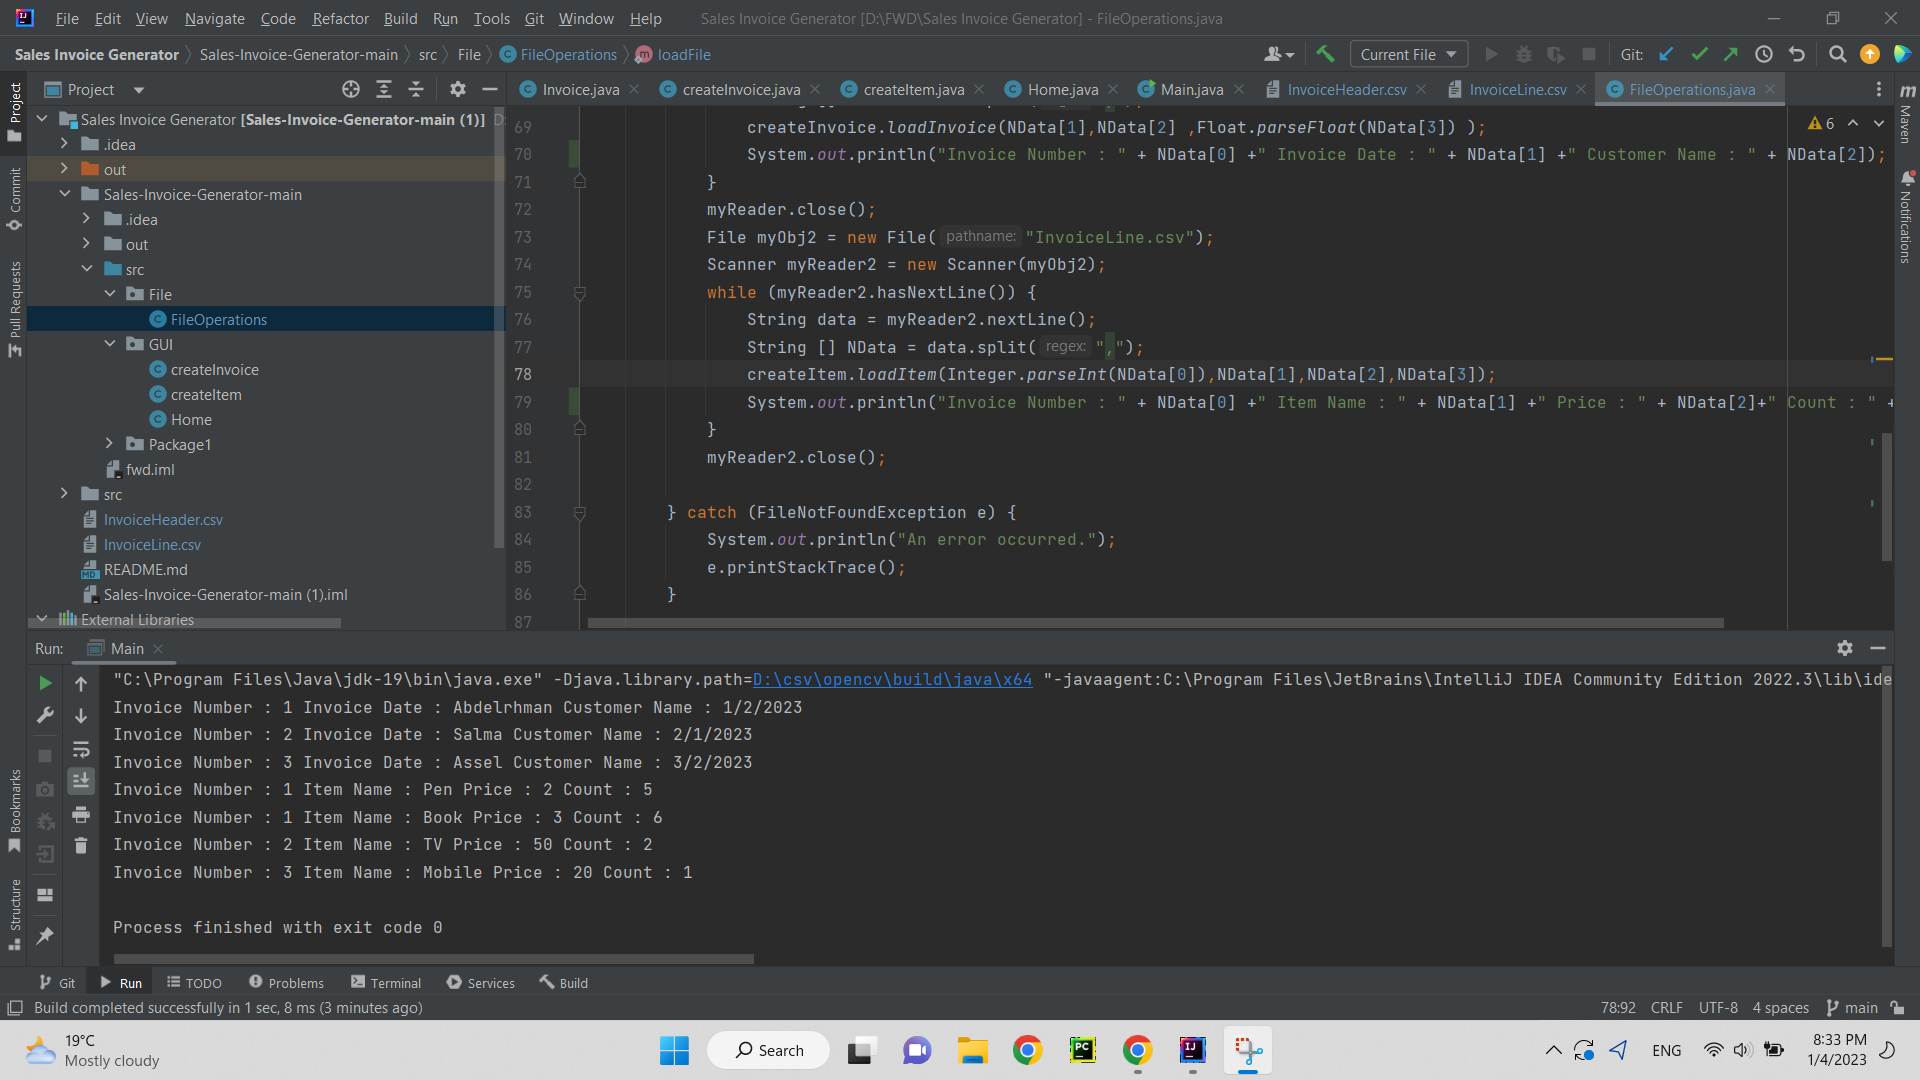 File Edit View Navigate Code Refactor Build Run Tools Git Window Help Sales Invoice Generator [D:\FWD\Sales Invoice Generator] - FileOperations.java
Sales Invoice Generator Sales-Invoice-Generator-main src File FileOperations loadFile Current File Git:
Project
Invoice.java createInvoice.java createItem.java Home.java Main.java InvoiceHeader.csv InvoiceLine.csv FileOperations.java
Project
Commit
Pull Requests
Bookmarks
Structure
Maven
Notifications
Sales Invoice Generator [Sales-Invoice-Generator-main (1)] D:
.idea
out
Sales-Invoice-Generator-main
.idea
out
src
File
FileOperations
GUI
createInvoice
createItem
Home
Package1
fwd.iml
src
InvoiceHeader.csv
InvoiceLine.csv
README.md
Sales-Invoice-Generator-main (1).iml
External Libraries
6
69 createInvoice.loadInvoice(NData[1],NData[2] ,Float.parseFloat(NData[3]) );
70 System.out.println("Invoice Number : " + NData[0] +" Invoice Date : " + NData[1] +" Customer Name : " + NData[2]);
71 }
72 myReader.close();
73 File myObj2 = new File( pathname: "InvoiceLine.csv");
74 Scanner myReader2 = new Scanner(myObj2);
75 while (myReader2.hasNextLine()) {
76 String data = myReader2.nextLine();
77 String [] NData = data.split( regex: ",");
78 createItem.loadItem(Integer.parseInt(NData[0]),NData[1],NData[2],NData[3]);
79 System.out.println("Invoice Number : " + NData[0] +" Item Name : " + NData[1] +" Price : " + NData[2]+" Count : " +
80 }
81 myReader2.close();
82
83 } catch (FileNotFoundException e) {
84 System.out.println("An error occurred.");
85 e.printStackTrace();
86 }
87
Run: Main
"C:\Program Files\Java\jdk-19\bin\java.exe" -Djava.library.path=D:\csv\opencv\build\java\x64 "-javaagent:C:\Program Files\JetBrains\IntelliJ IDEA Community Edition 2022.3\lib\ide
Invoice Number : 1 Invoice Date : Abdelrhman Customer Name : 1/2/2023
Invoice Number : 2 Invoice Date : Salma Customer Name : 2/1/2023
Invoice Number : 3 Invoice Date : Assel Customer Name : 3/2/2023
Invoice Number : 1 Item Name : Pen Price : 2 Count : 5
Invoice Number : 1 Item Name : Book Price : 3 Count : 6
Invoice Number : 2 Item Name : TV Price : 50 Count : 2
Invoice Number : 3 Item Name : Mobile Price : 20 Count : 1
Process finished with exit code 0
Git Run TODO Problems Terminal Services Build
Build completed successfully in 1 sec, 8 ms (3 minutes ago) 78:92 CRLF UTF-8 4 spaces main
19°C
Mostly cloudy
Search
ENG
8:33 PM
1/4/2023